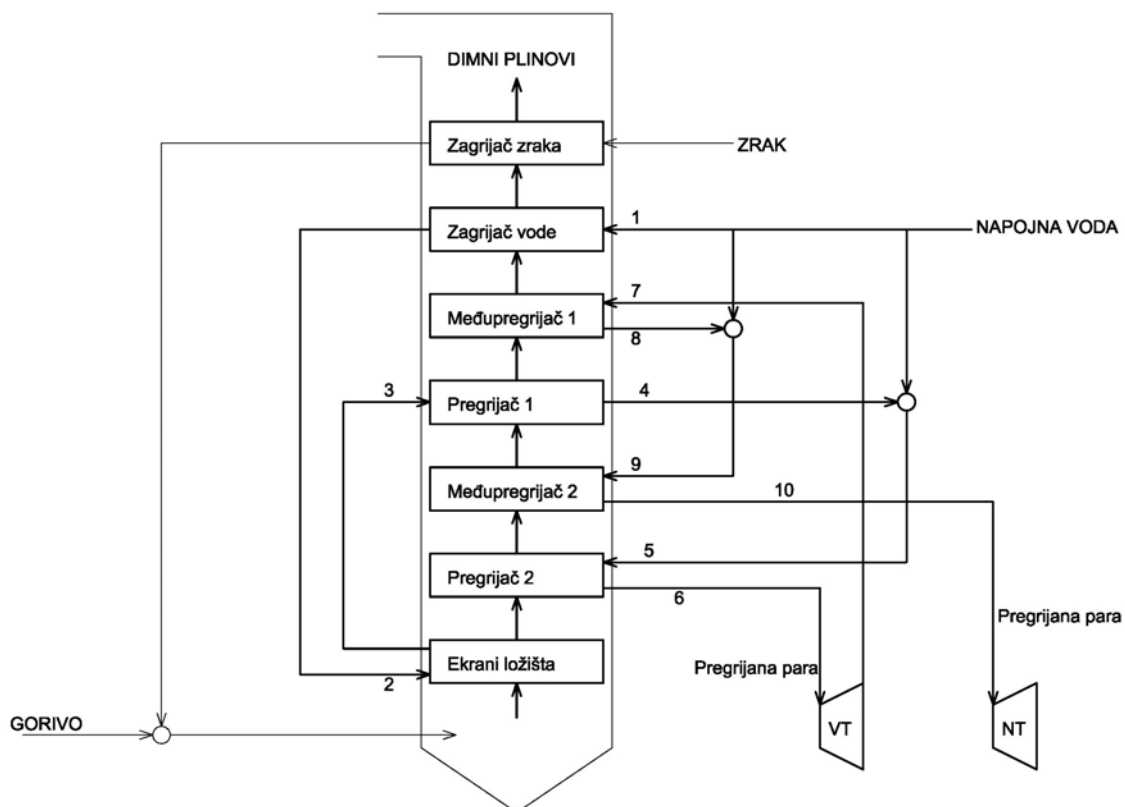 DIMNI PLINOVI
Zagrijač zraka
ZRAK
Zagrijač vode
1
NAPOJNA VODA
7
Međupregrijač 1
8
3
Pregrijač 1
4
9
Međupregrijač 2
10
5
Pregrijač 2
6
Pregrijana para
Ekrani ložišta
Pregrijana para
2
GORIVO
VT
NT